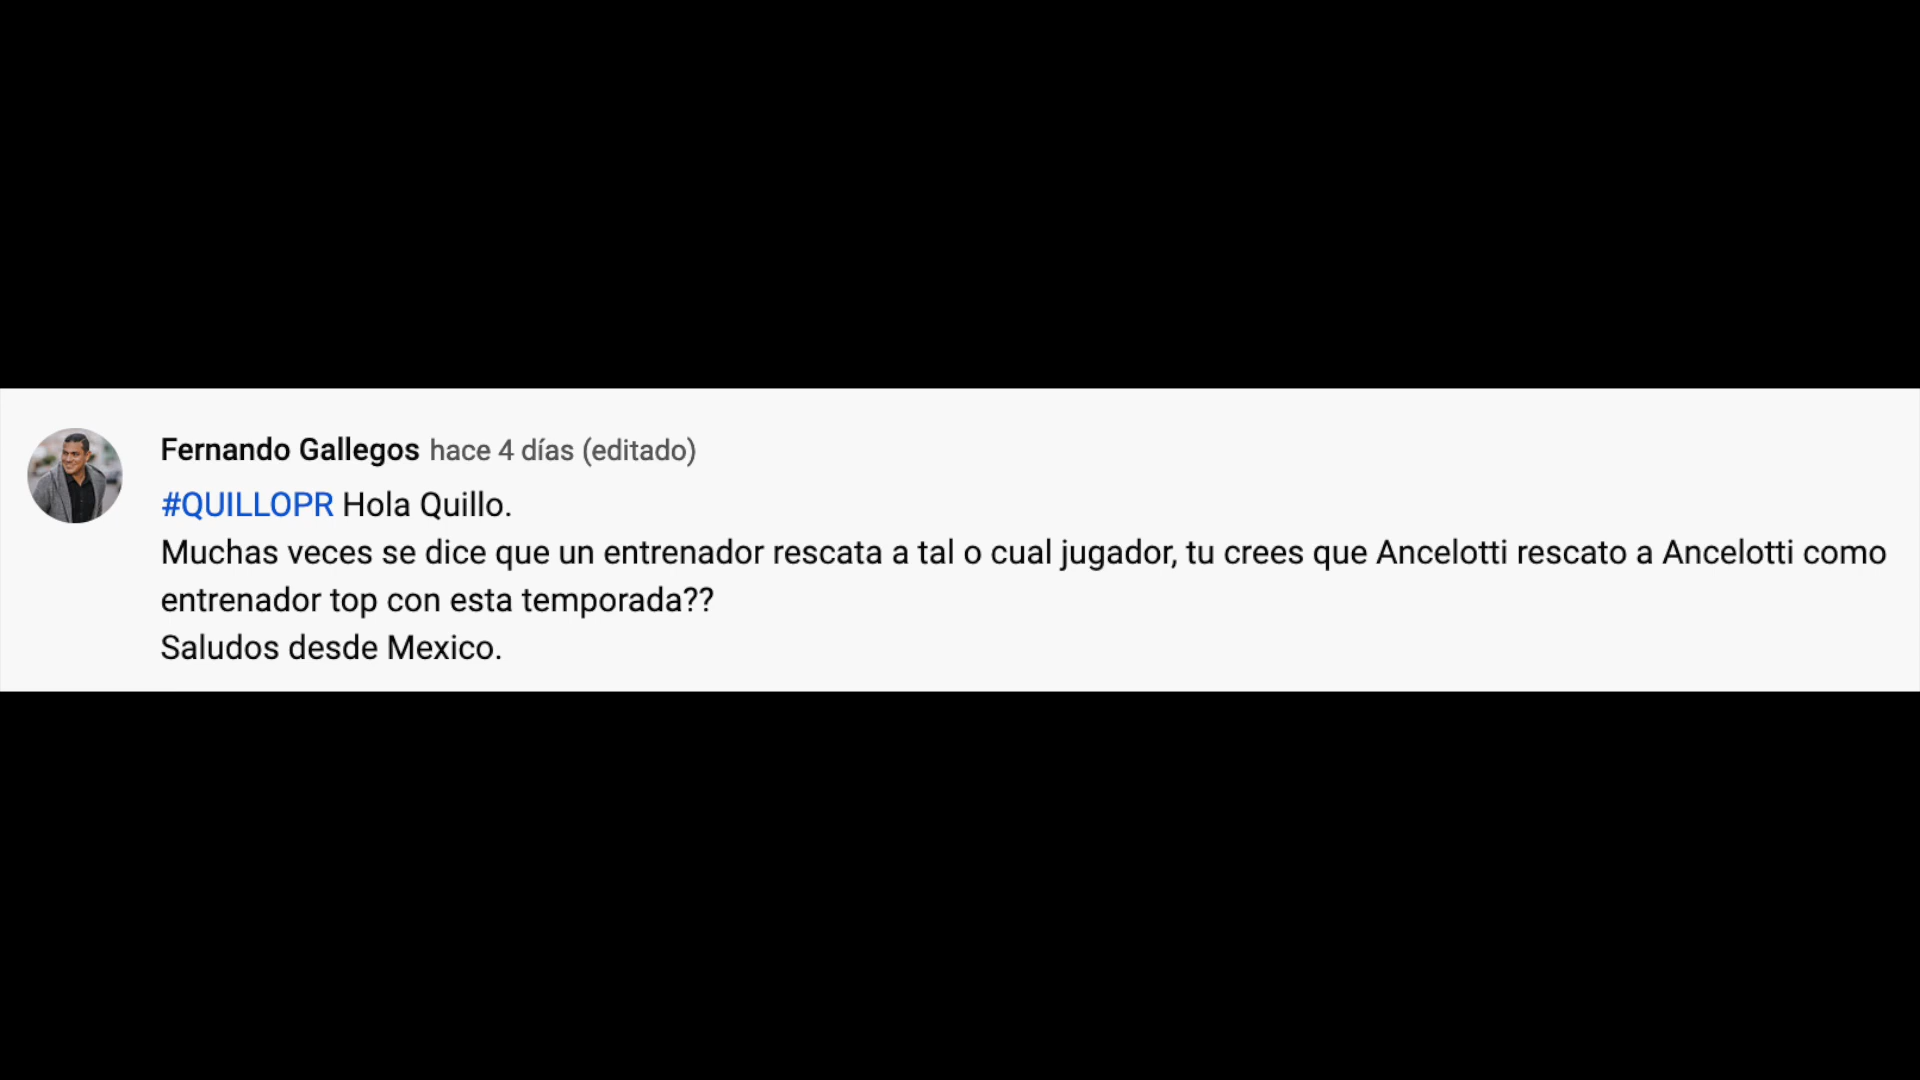 Fernando Gallegos hace 4 días (editado)
#QUILLOPR Hola Quillo.
Muchas veces se dice que un entrenador rescata a tal o cual jugador, tu crees que Ancelotti rescato a Ancelotti como
entrenador top con esta temporada??
Saludos desde Mexico.